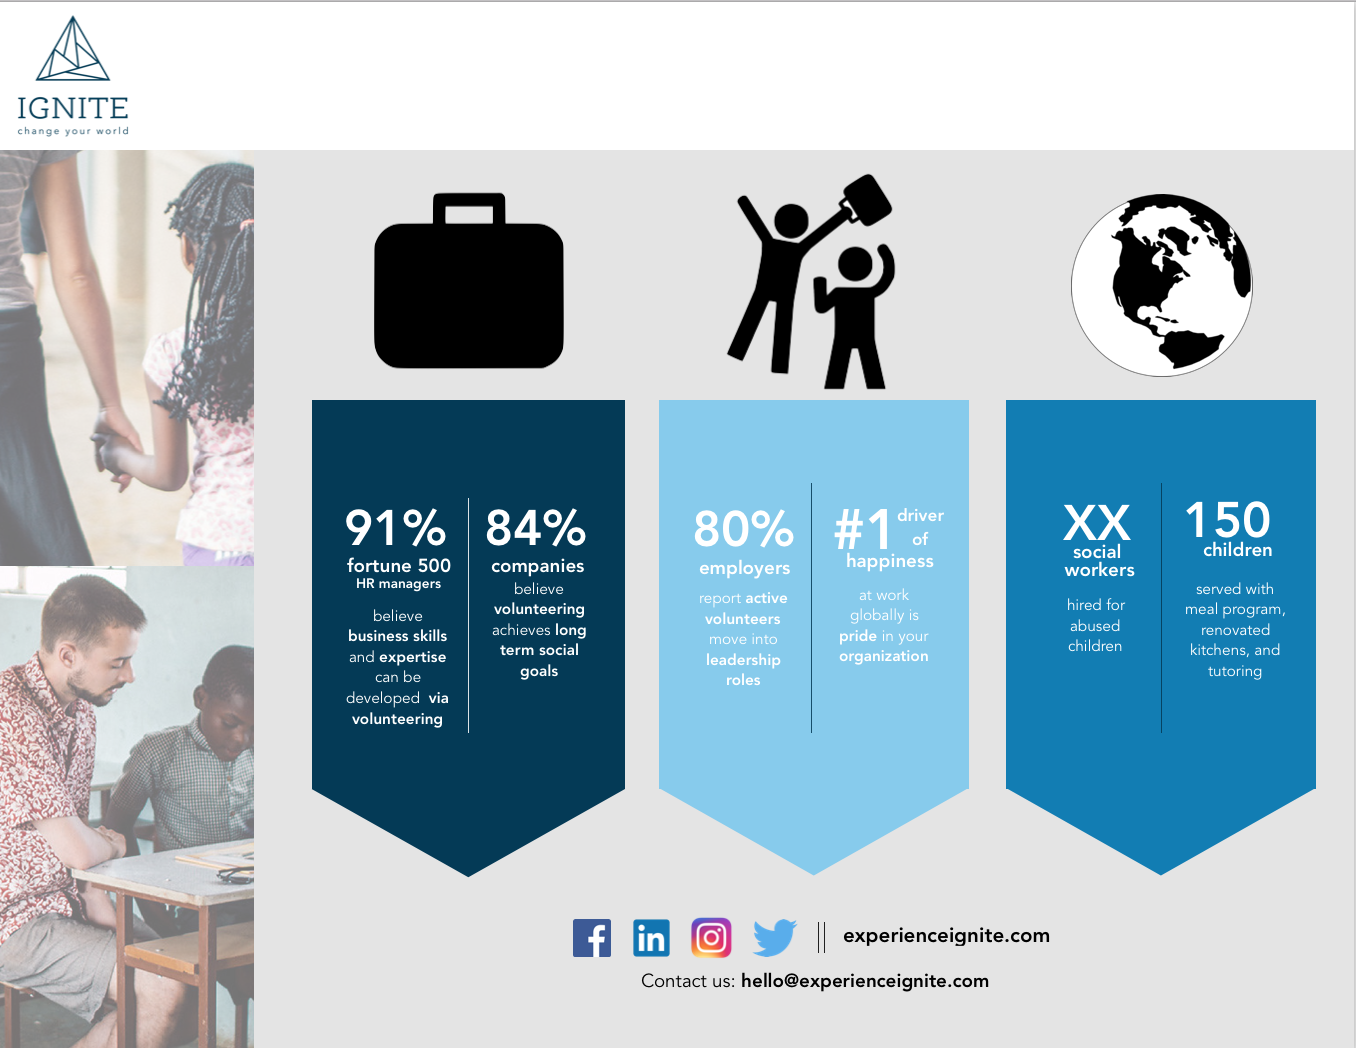 IGNITE
change your world
91%
fortune 500
HR managers
believe
business skills
and expertise
can be
developed via
volunteering
84%
companies
believe
volunteering
achieves long
term social
goals
80%
employers
report active
volunteers
move into
leadership
roles
#1 driver
of
happiness
at work
globally is
pride in your
organization
XX
social
workers
hired for
abused
children
150
children
served with
meal program,
renovated
kitchens, and
tutoring
f
in
experienceignite.com
Contact us: hello@experienceignite.com